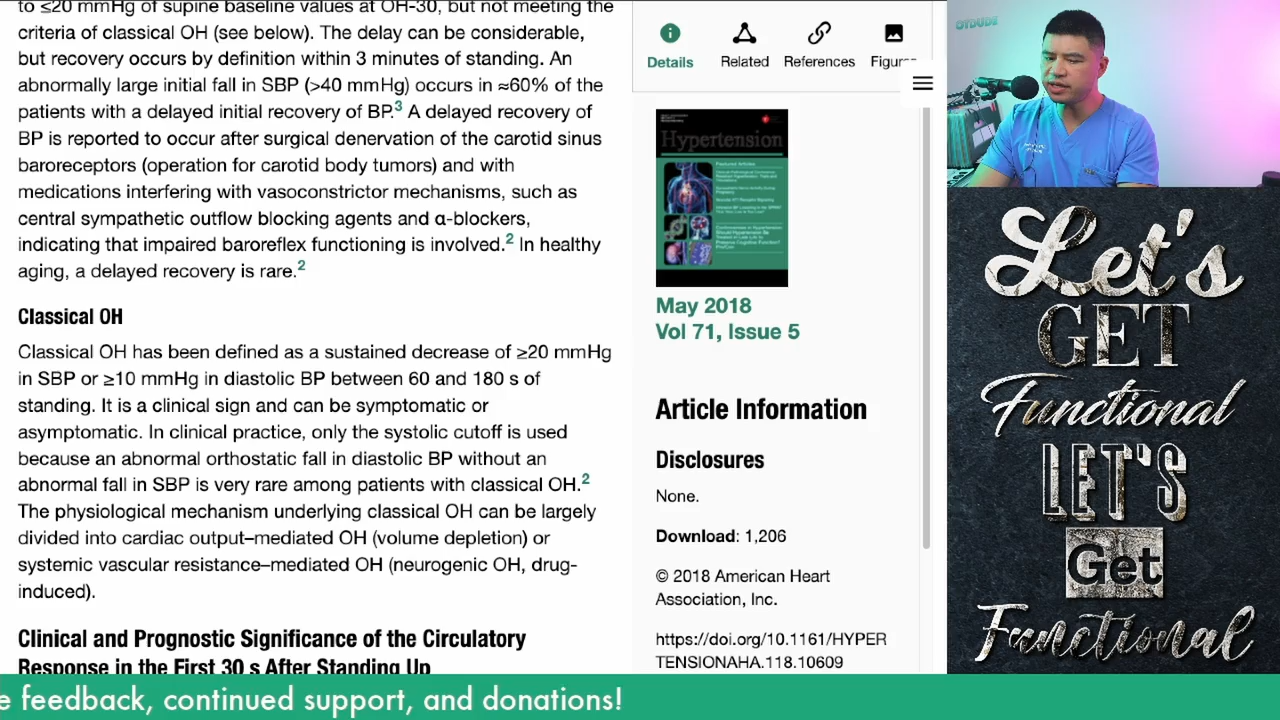 to ≤20 mmHg of supine baseline values at OH-30, but not meeting the
criteria of classical OH (see below). The delay can be considerable,
but recovery occurs by definition within 3 minutes of standing. An
abnormally large initial fall in SBP (>40 mmHg) occurs in ≈60% of the
patients with a delayed initial recovery of BP.3 A delayed recovery of
BP is reported to occur after surgical denervation of the carotid sinus
baroreceptors (operation for carotid body tumors) and with
medications interfering with vasoconstrictor mechanisms, such as
sympathetic outflow blocking agents and α-blockers,
indicating that impaired baroreflex functioning is involved.2 In healthy
aging, a delayed recovery is rare.2
Classical OH
Classical OH has been defined as a sustained decrease of ≥20 mmHg
in SBP or ≥10 mmHg in diastolic BP between 60 and 180 s of
standing. It is a clinical sign and can be symptomatic or
asymptomatic. In clinical practice, only the systolic cutoff is used
because an abnormal orthostatic fall in diastolic BP without an
abnormal fall in SBP is very rare among patients with classical OH.2
The physiological mechanism underlying classical OH can be largely
divided into cardiac output–mediated OH (volume depletion) or
systemic vascular resistance–mediated OH (neurogenic OH, drug-
induced).
Clinical and Prognostic Significance of the Circulatory
Response in the First 30 s After Standing Up
Details
Related
References
Figures
Hypertension
Featured Articles
May 2018
Vol 71, Issue 5
Article Information
Disclosures
None.
Download: 1,206
© 2018 American Heart
Association, Inc.
https://doi.org/10.1161/HYPER
TENSIONAHA.118.10609
OTDUDE
Let's
GET
Functional
LET'S
Get
Functional
e feedback, continued support, and donations!